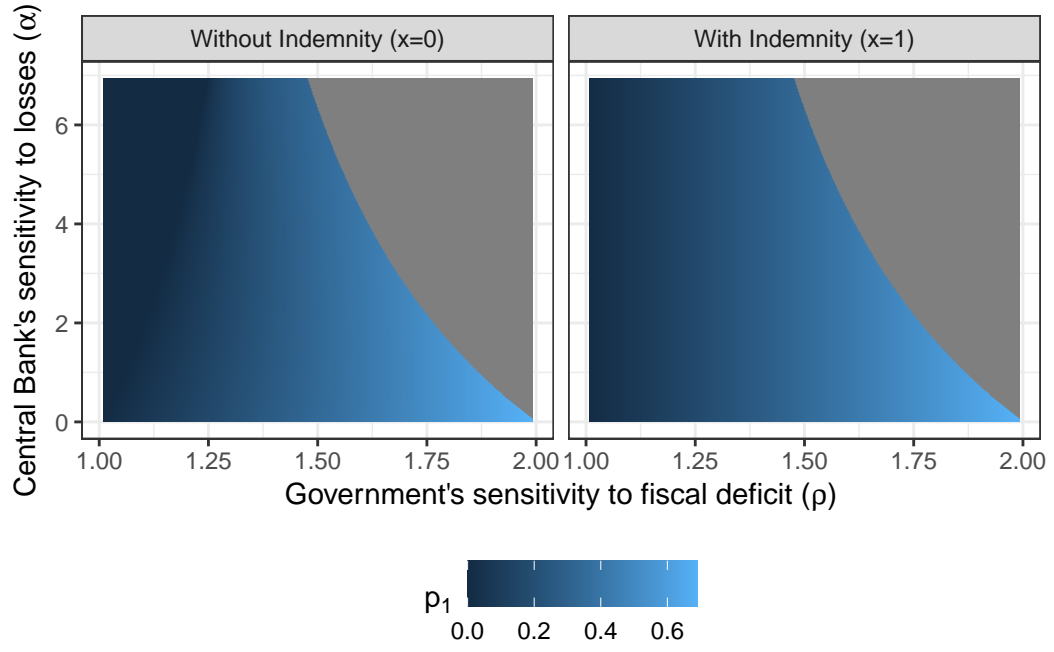 Without Indemnity (x=0)
With Indemnity (x=1)
Central Bank's sensitivity to losses (α)
6
4
2
0
1.00 1.25 1.50 1.75 2.00 1.00 1.25 1.50 1.75 2.00
Government's sensitivity to fiscal deficit (ρ)
p₁
0.0 0.2 0.4 0.6